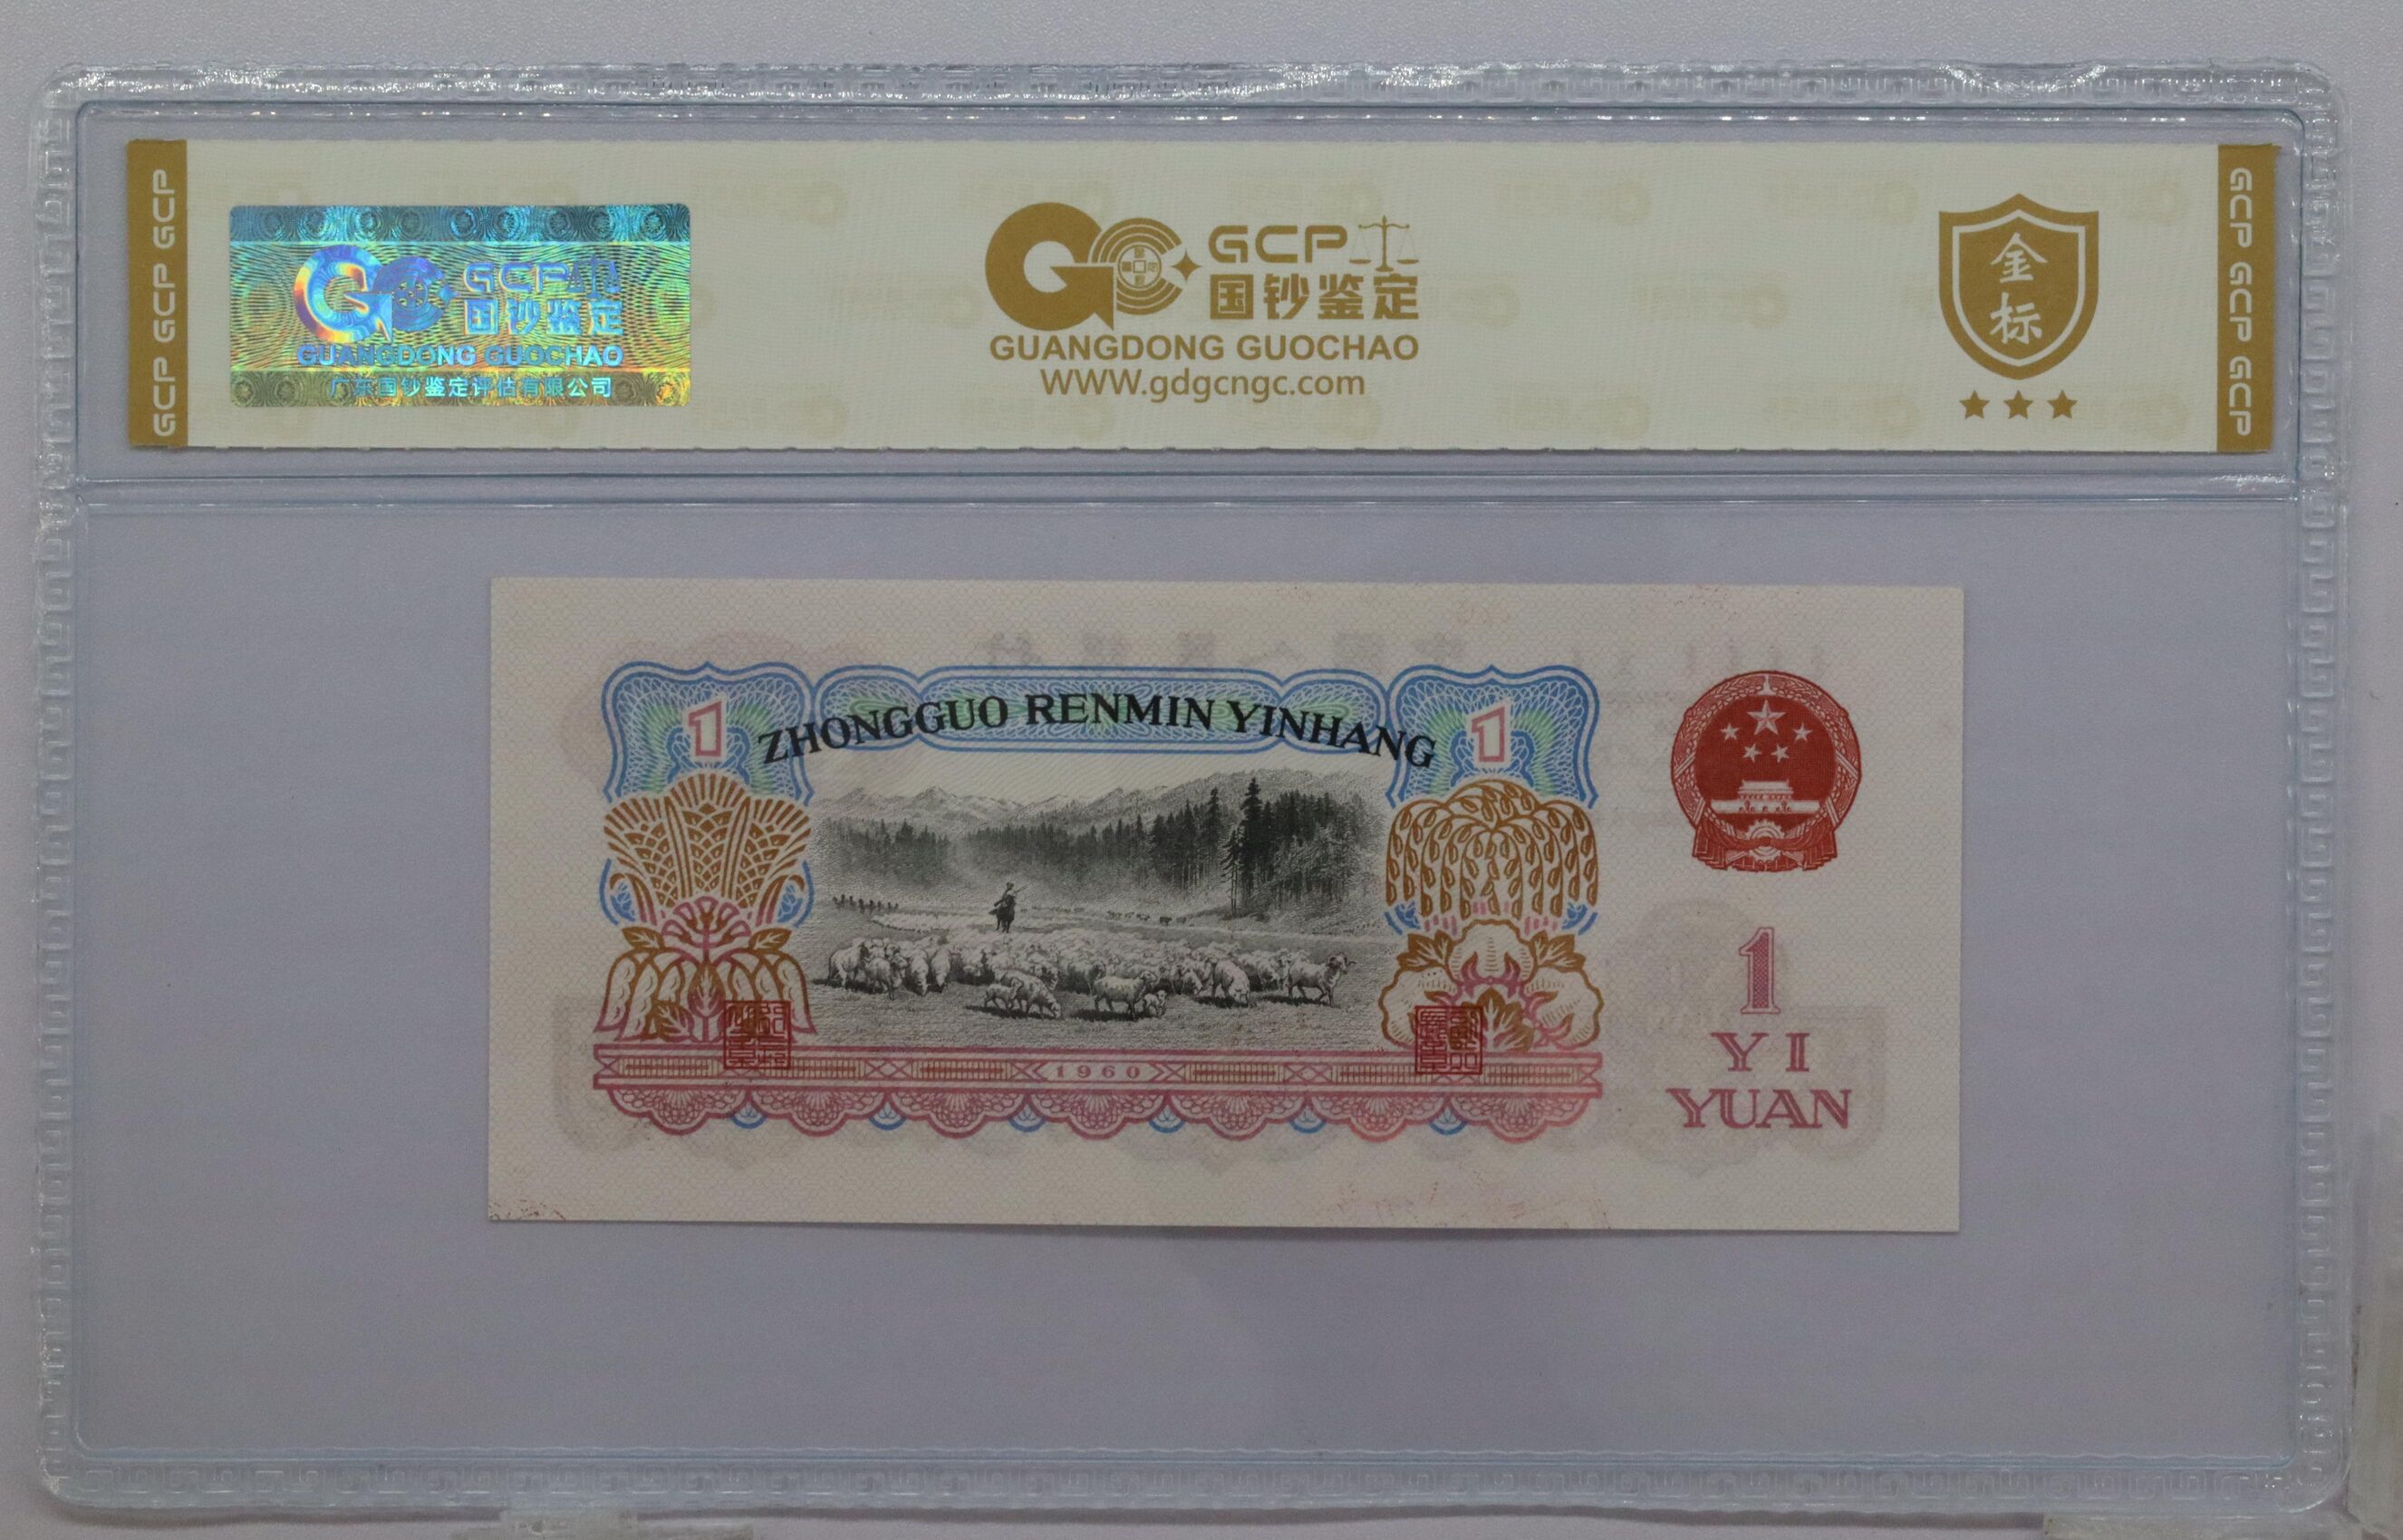 GCP GCP GCP
GCP
国钞鉴定
GUANGDONG GUOCHAO
广东国钞鉴定评估有限公司
GCP
国钞鉴定
GUANGDONG GUOCHAO
WWW.gdgcngc.com
金
标
GCP GCP GCP
1
ZHONGGUO RENMIN YINHANG
1
1960
1
YI
YUAN